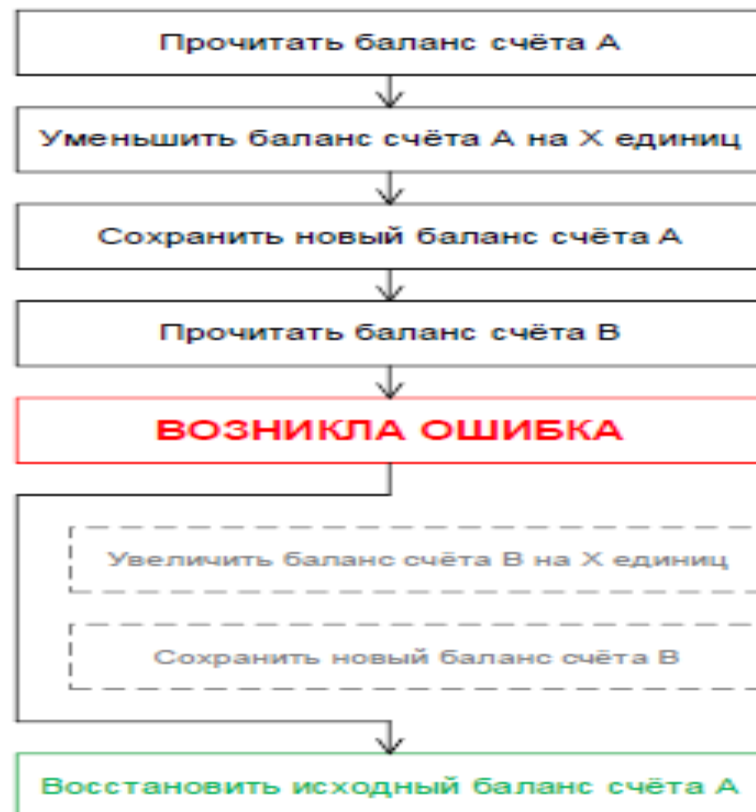 Прочитать баланс счёта А
Уменьшить баланс счёта А на Х единиц
Сохранить новый баланс счёта А
Прочитать баланс счёта В
ВОЗНИКЛА ОШИБКА
Увеличить баланс счёта В на Х единиц
Сохранить новый баланс счёта В
Восстановить исходный баланс счёта А